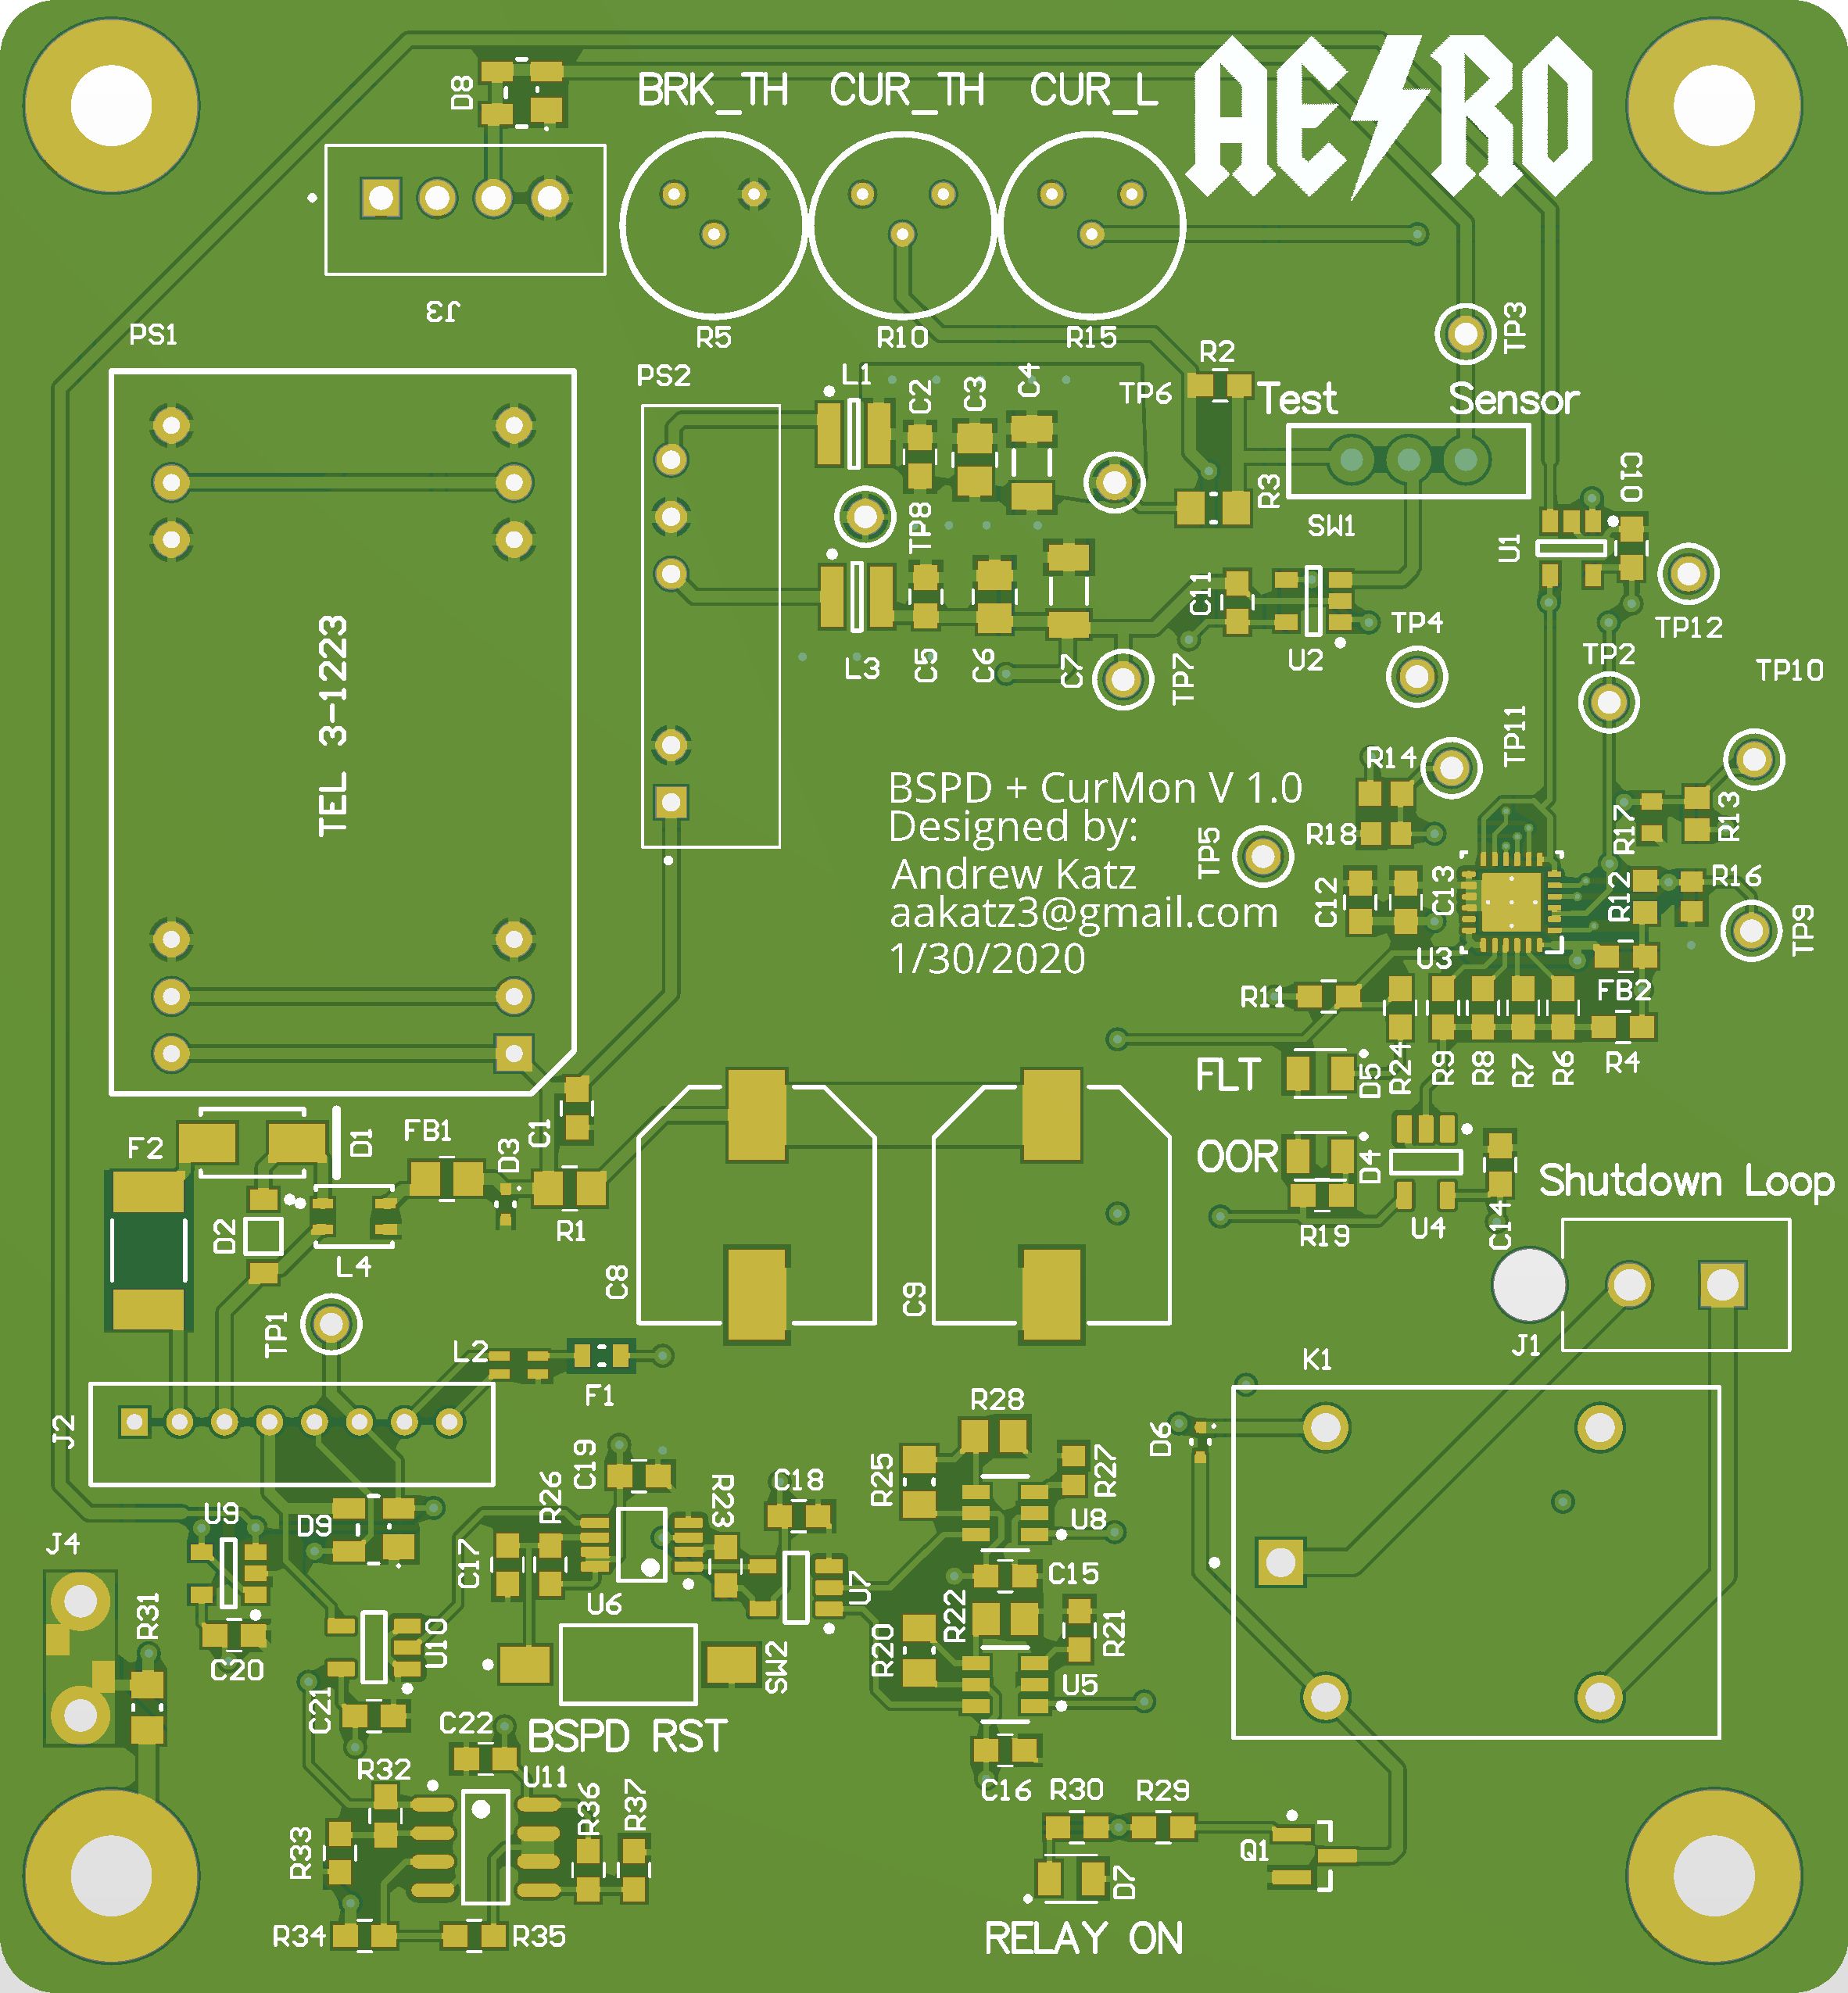 AE⚡RO
D8
BRK_TH
CUR_TH
CUR_L
J3
R5
R10
R15
TP3
PS1
PS2
L1
C2
C3
C4
TP6
R2
Test
Sensor
R3
SW1
C10
U1
TP8
TP12
C11
U2
TP4
TP2
TP10
L3
C5
C6
C7
TP7
TEL 3-1223
TP11
R14
R18
TP5
R17
R13
BSPD + CurMon V 1.0
Designed by:
Andrew Katz
aakatz3@gmail.com
1/30/2020
C12
C13
R12
R16
TP9
U3
FB2
R11
R24
R9
R8
R7
R6
R4
FLT
D5
OOR
D4
R19
U4
C14
Shutdown Loop
F2
D1
FB1
D3
C1
D2
L4
R1
C8
C9
TP1
L2
F1
J1
K1
J2
C19
R26
R23
C18
R28
R25
R27
D6
U8
U9
D9
J4
C17
U6
U7
C15
R22
R20
R21
R31
C20
U10
SW2
U5
C21
C22
BSPD RST
R32
U11
R36
R37
C16
R30
R29
R33
Q1
D7
R34
R35
RELAY ON